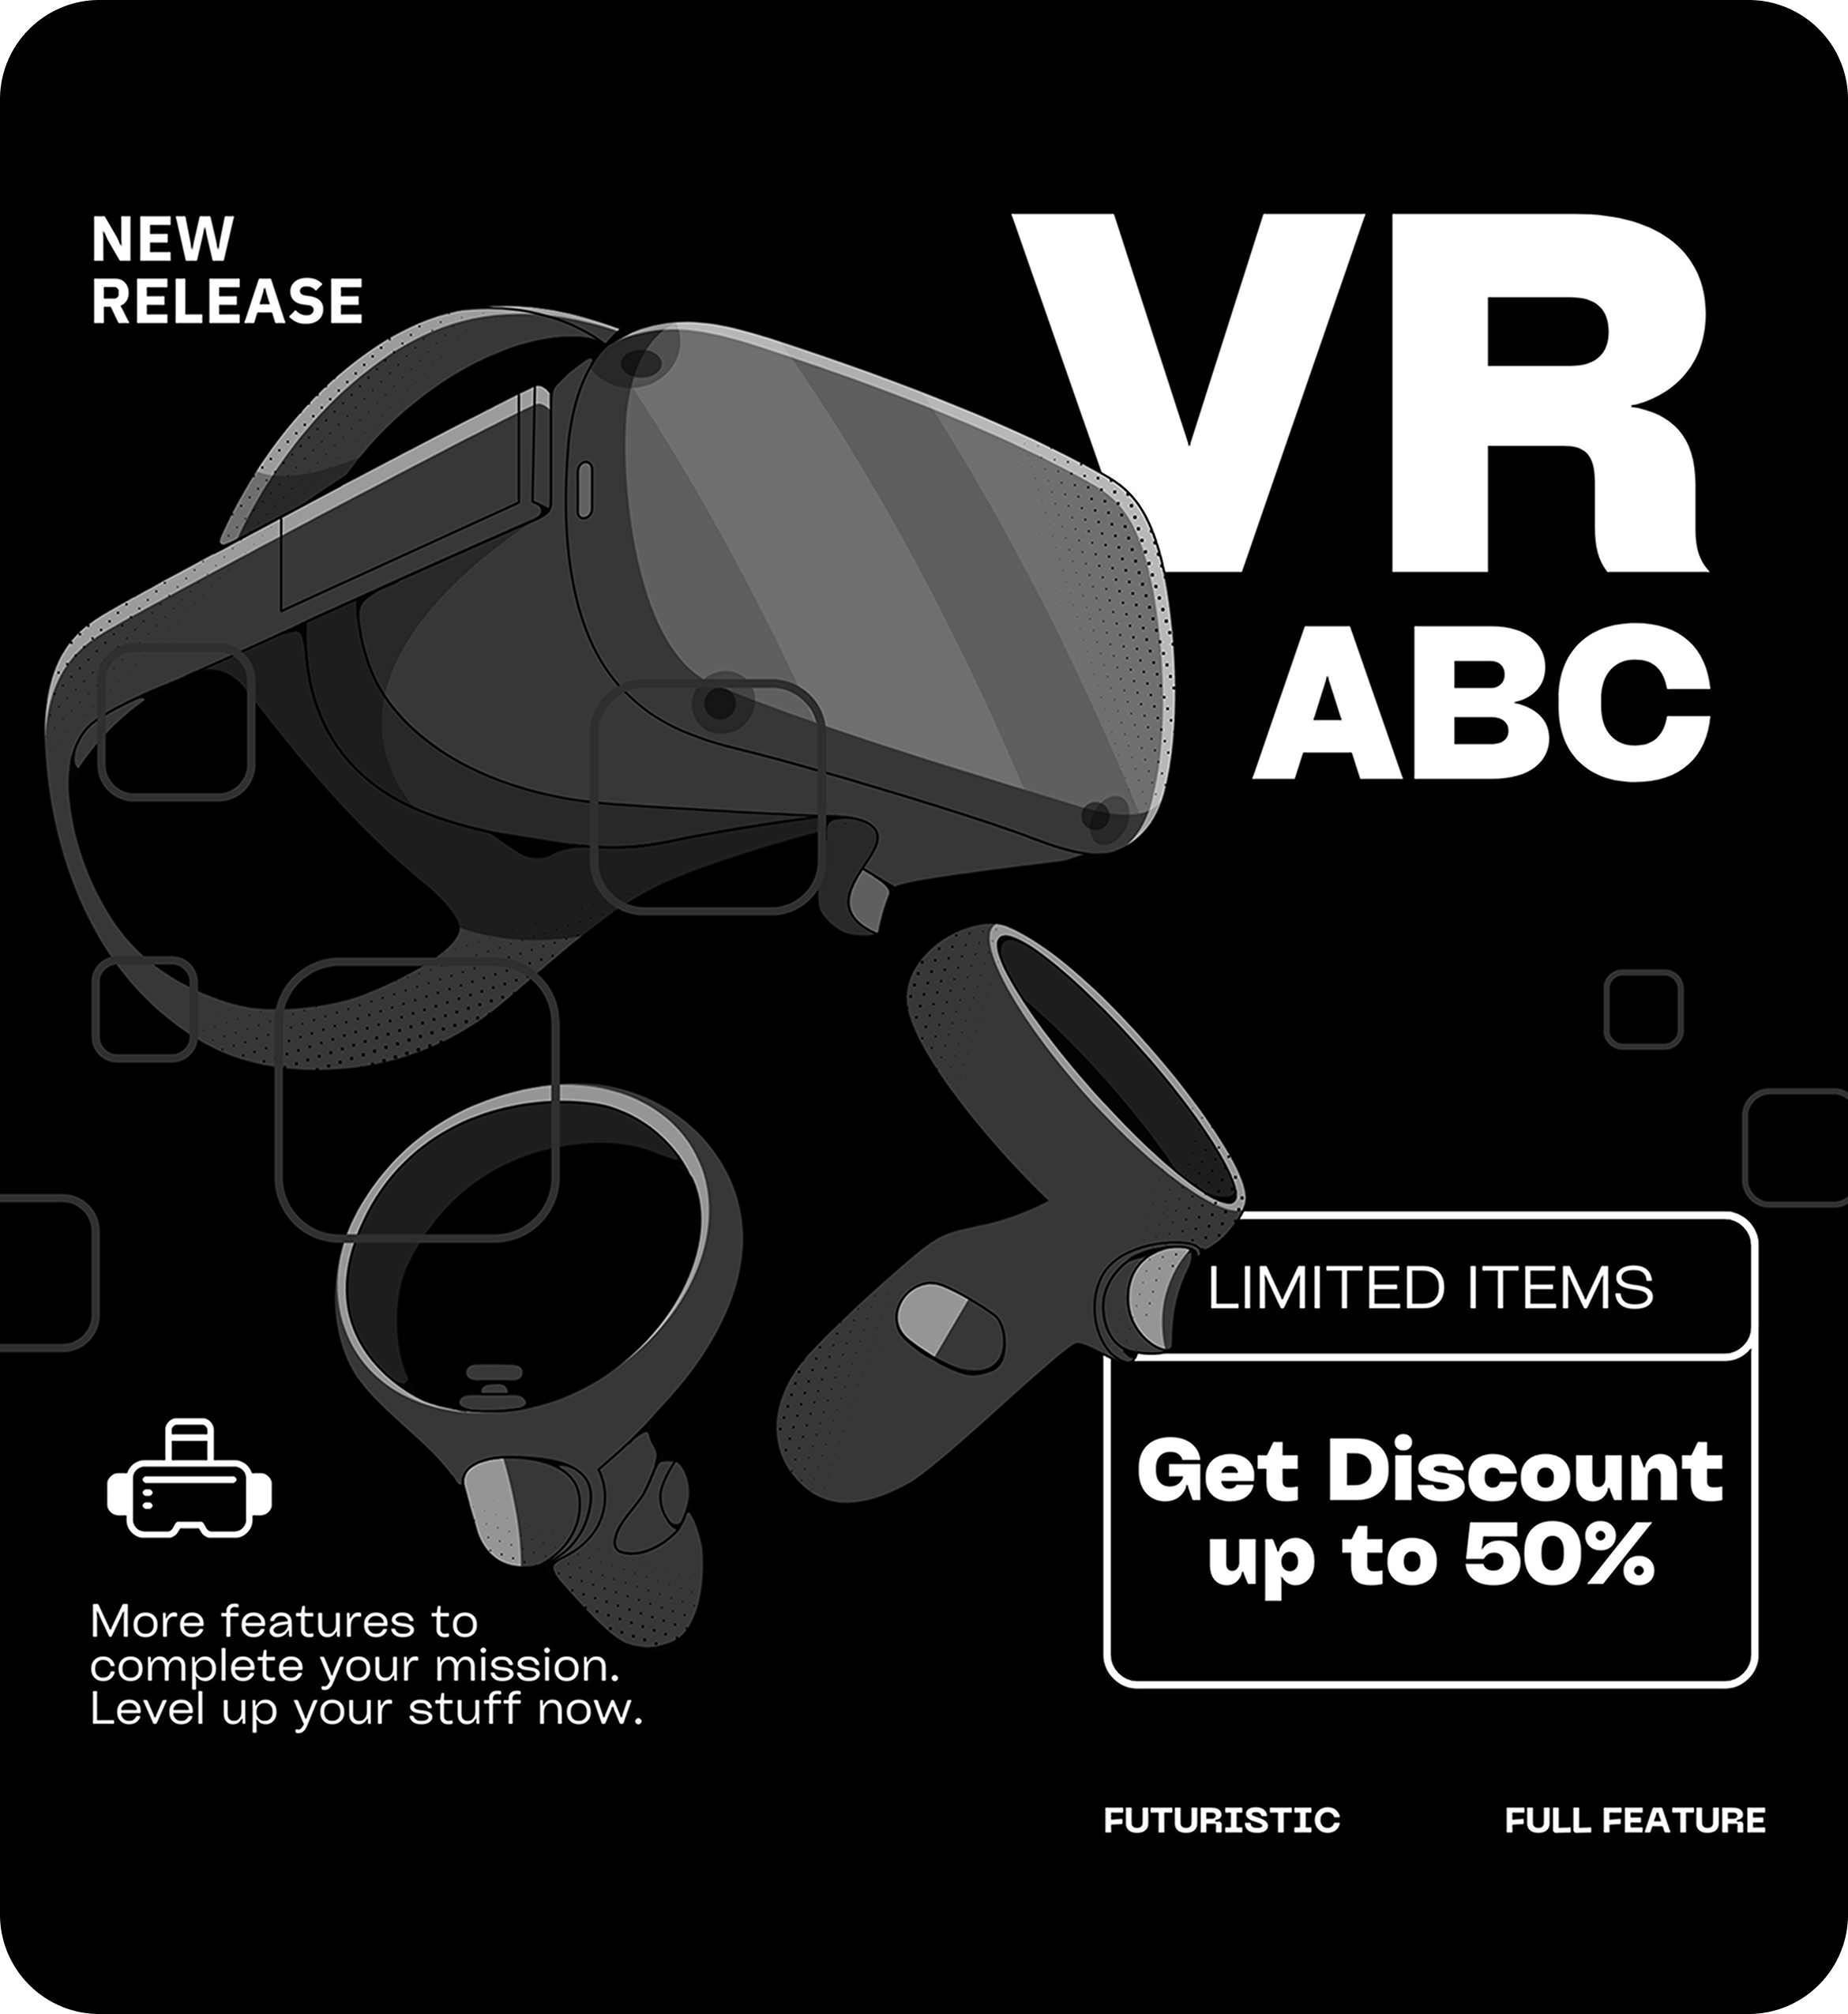 NEW
RELEASE
VR
ABC
LIMITED ITEMS
Get Discount
up to 50%
More features to
complete your mission.
Level up your stuff now.
FUTURISTIC
FULL FEATURE